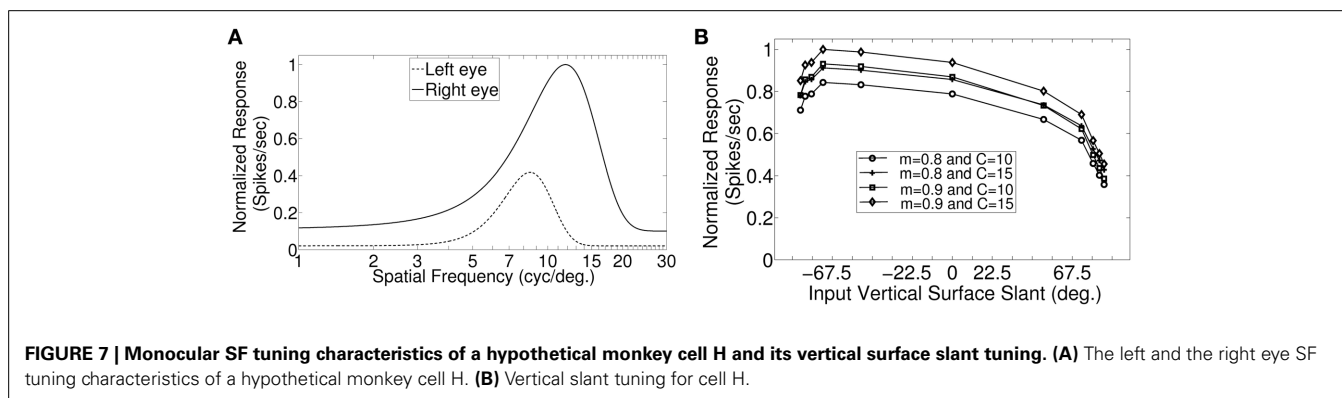 A
Normalized Response
(Spikes/sec)
1
0.8
0.6
0.4
0.2
0
Left eye
Right eye
1 2 3 5 7 10 15 20 30
Spatial Frequency (cyc/deg.)
B
Normalized Response
(Spikes/sec)
1
0.8
0.6
0.4
0.2
0
m=0.8 and C=10
m=0.8 and C=15
m=0.9 and C=10
m=0.9 and C=15
−67.5 −22.5 0 22.5 67.5
Input Vertical Surface Slant (deg.)
FIGURE 7 | Monocular SF tuning characteristics of a hypothetical monkey cell H and its vertical surface slant tuning. (A) The left and the right eye SF
tuning characteristics of a hypothetical monkey cell H. (B) Vertical slant tuning for cell H.